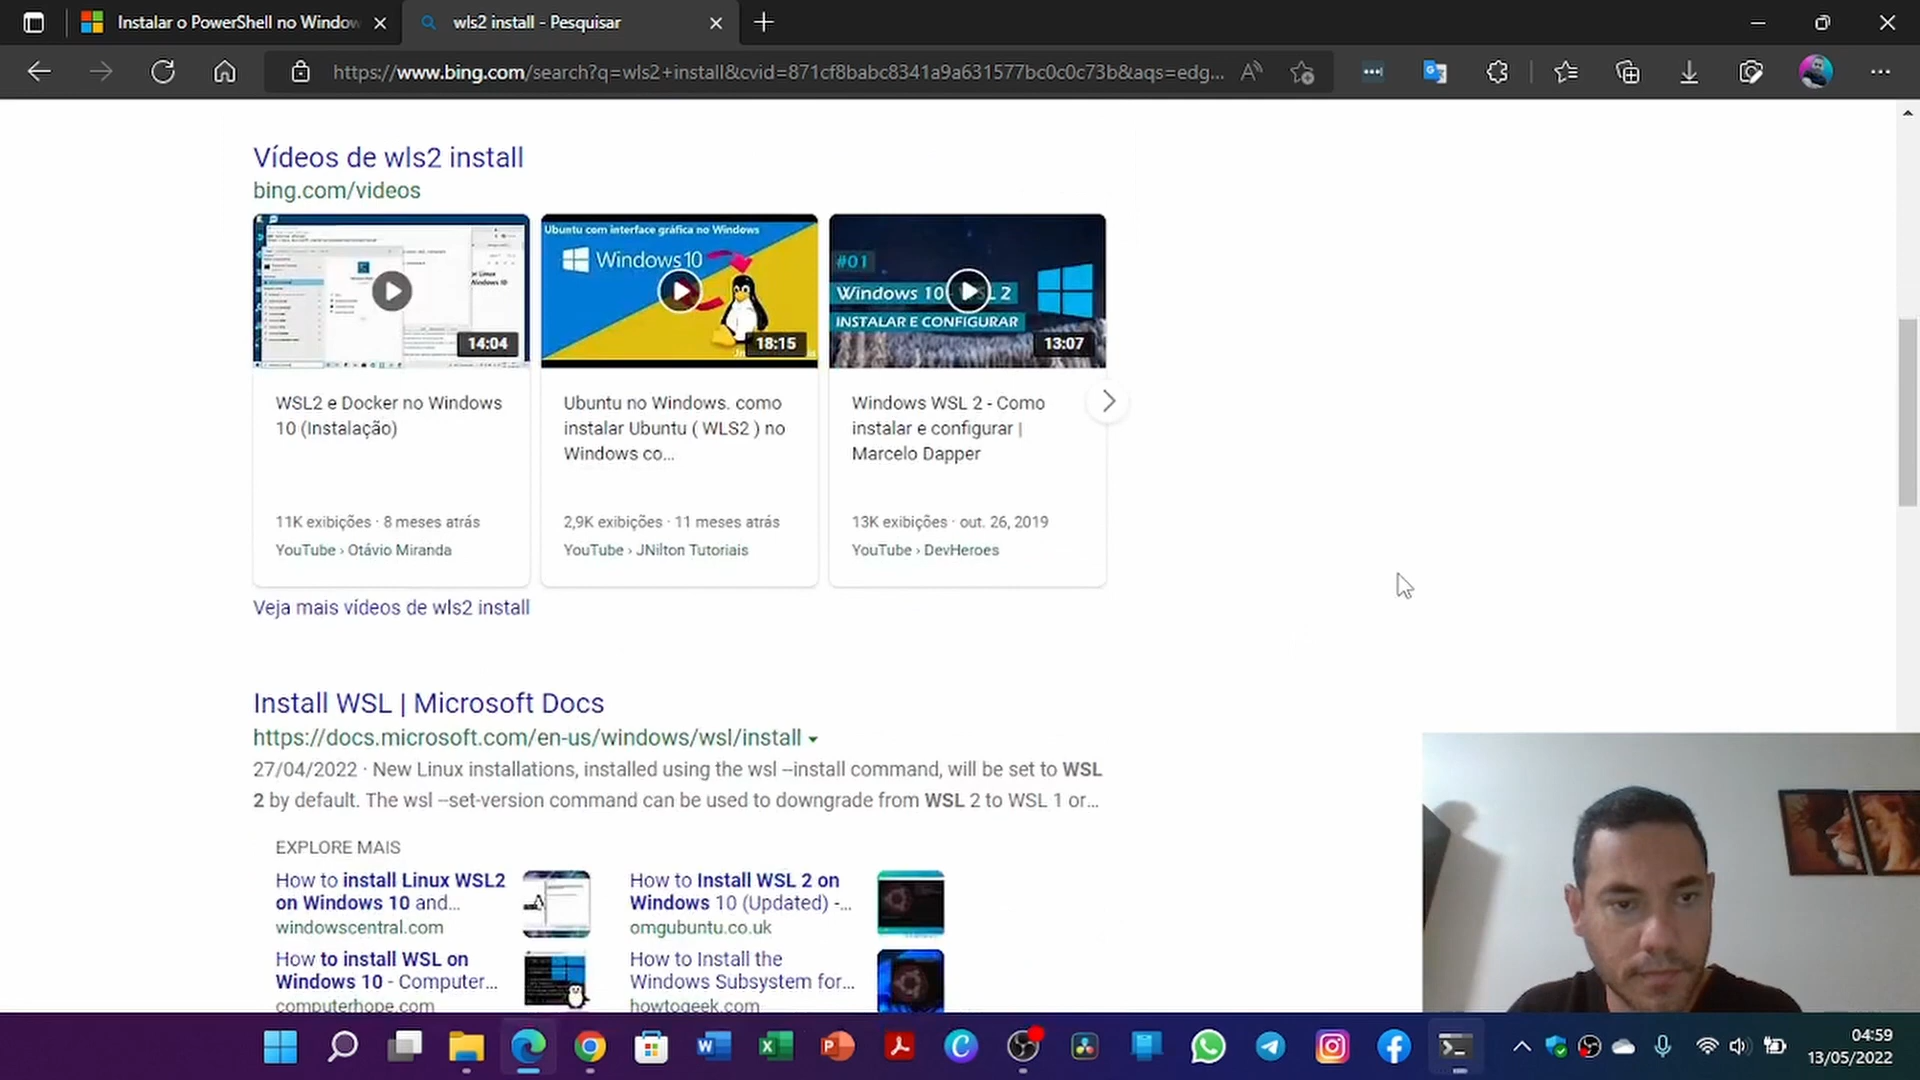 Instalar o PowerShell no Window
wls2 install - Pesquisar
https://www.bing.com/search?q=wls2+install&cvid=871cf8babc8341a9a631577bc0c0c73b&aqs=edg...
Vídeos de wls2 install
bing.com/videos
14:04
WSL2 e Docker no Windows
10 (Instalação)
11K exibições · 8 meses atrás
YouTube › Otávio Miranda
Ubuntu com interface gráfica no Windows
Windows 10
18:15
Ubuntu no Windows. como
instalar Ubuntu ( WLS2 ) no
Windows co...
2,9K exibições · 11 meses atrás
YouTube › JNilton Tutoriais
#01
Windows 10 L 2
INSTALAR E CONFIGURAR
13:07
Windows WSL 2 - Como
instalar e configurar |
Marcelo Dapper
13K exibições · out. 26, 2019
YouTube › DevHeroes
Veja mais vídeos de wls2 install
Install WSL | Microsoft Docs
https://docs.microsoft.com/en-us/windows/wsl/install
27/04/2022 · New Linux installations, installed using the wsl --install command, will be set to WSL
2 by default. The wsl --set-version command can be used to downgrade from WSL 2 to WSL 1 or...
EXPLORE MAIS
How to install Linux WSL2
on Windows 10 and...
windowscentral.com
How to Install WSL 2 on
Windows 10 (Updated) -...
omgubuntu.co.uk
How to install WSL on
Windows 10 - Computer...
computerhope.com
How to Install the
Windows Subsystem for...
howtogeek.com
04:59
13/05/2022